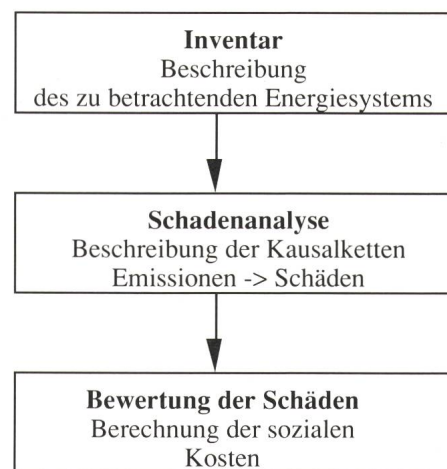 Inventar
Beschreibung
des zu betrachtenden Energiesystems
Schadenanalyse
Beschreibung der Kausalketten
Emissionen -> Schäden
Bewertung der Schäden
Berechnung der sozialen
Kosten